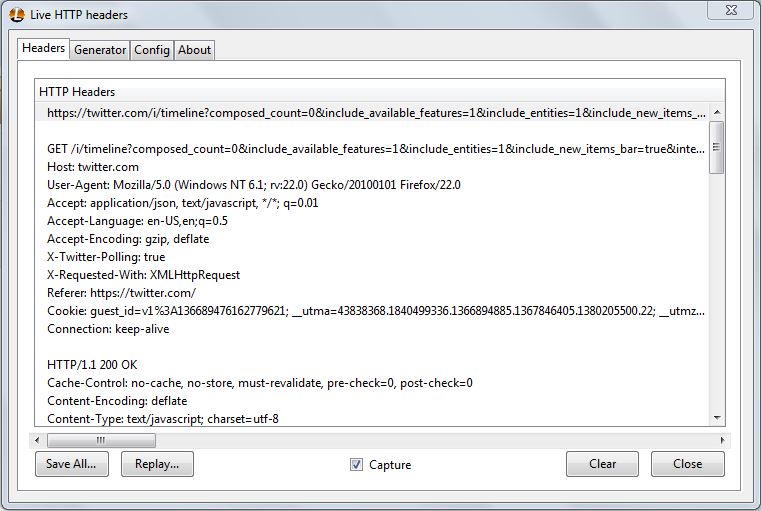 Live HTTP headers
Headers Generator Config About
HTTP Headers
https://twitter.com/i/timeline?composed_count=0&include_available_features=1&include_entities=1&include_new_items_...
GET /i/timeline?composed_count=0&include_available_features=1&include_entities=1&include_new_items_bar=true&inte...
Host: twitter.com
User-Agent: Mozilla/5.0 (Windows NT 6.1; rv:22.0) Gecko/20100101 Firefox/22.0
Accept: application/json, text/javascript, */*; q=0.01
Accept-Language: en-US,en;q=0.5
Accept-Encoding: gzip, deflate
X-Twitter-Polling: true
X-Requested-With: XMLHttpRequest
Referer: https://twitter.com/
Cookie: guest_id=v1%3A136689476162779621; __utma=43838368.1840499336.1366894885.1367846405.1380205500.22; __utmz...
Connection: keep-alive
HTTP/1.1 200 OK
Cache-Control: no-cache, no-store, must-revalidate, pre-check=0, post-check=0
Content-Encoding: deflate
Content-Type: text/javascript; charset=utf-8
Save All... Replay... Capture Clear Close